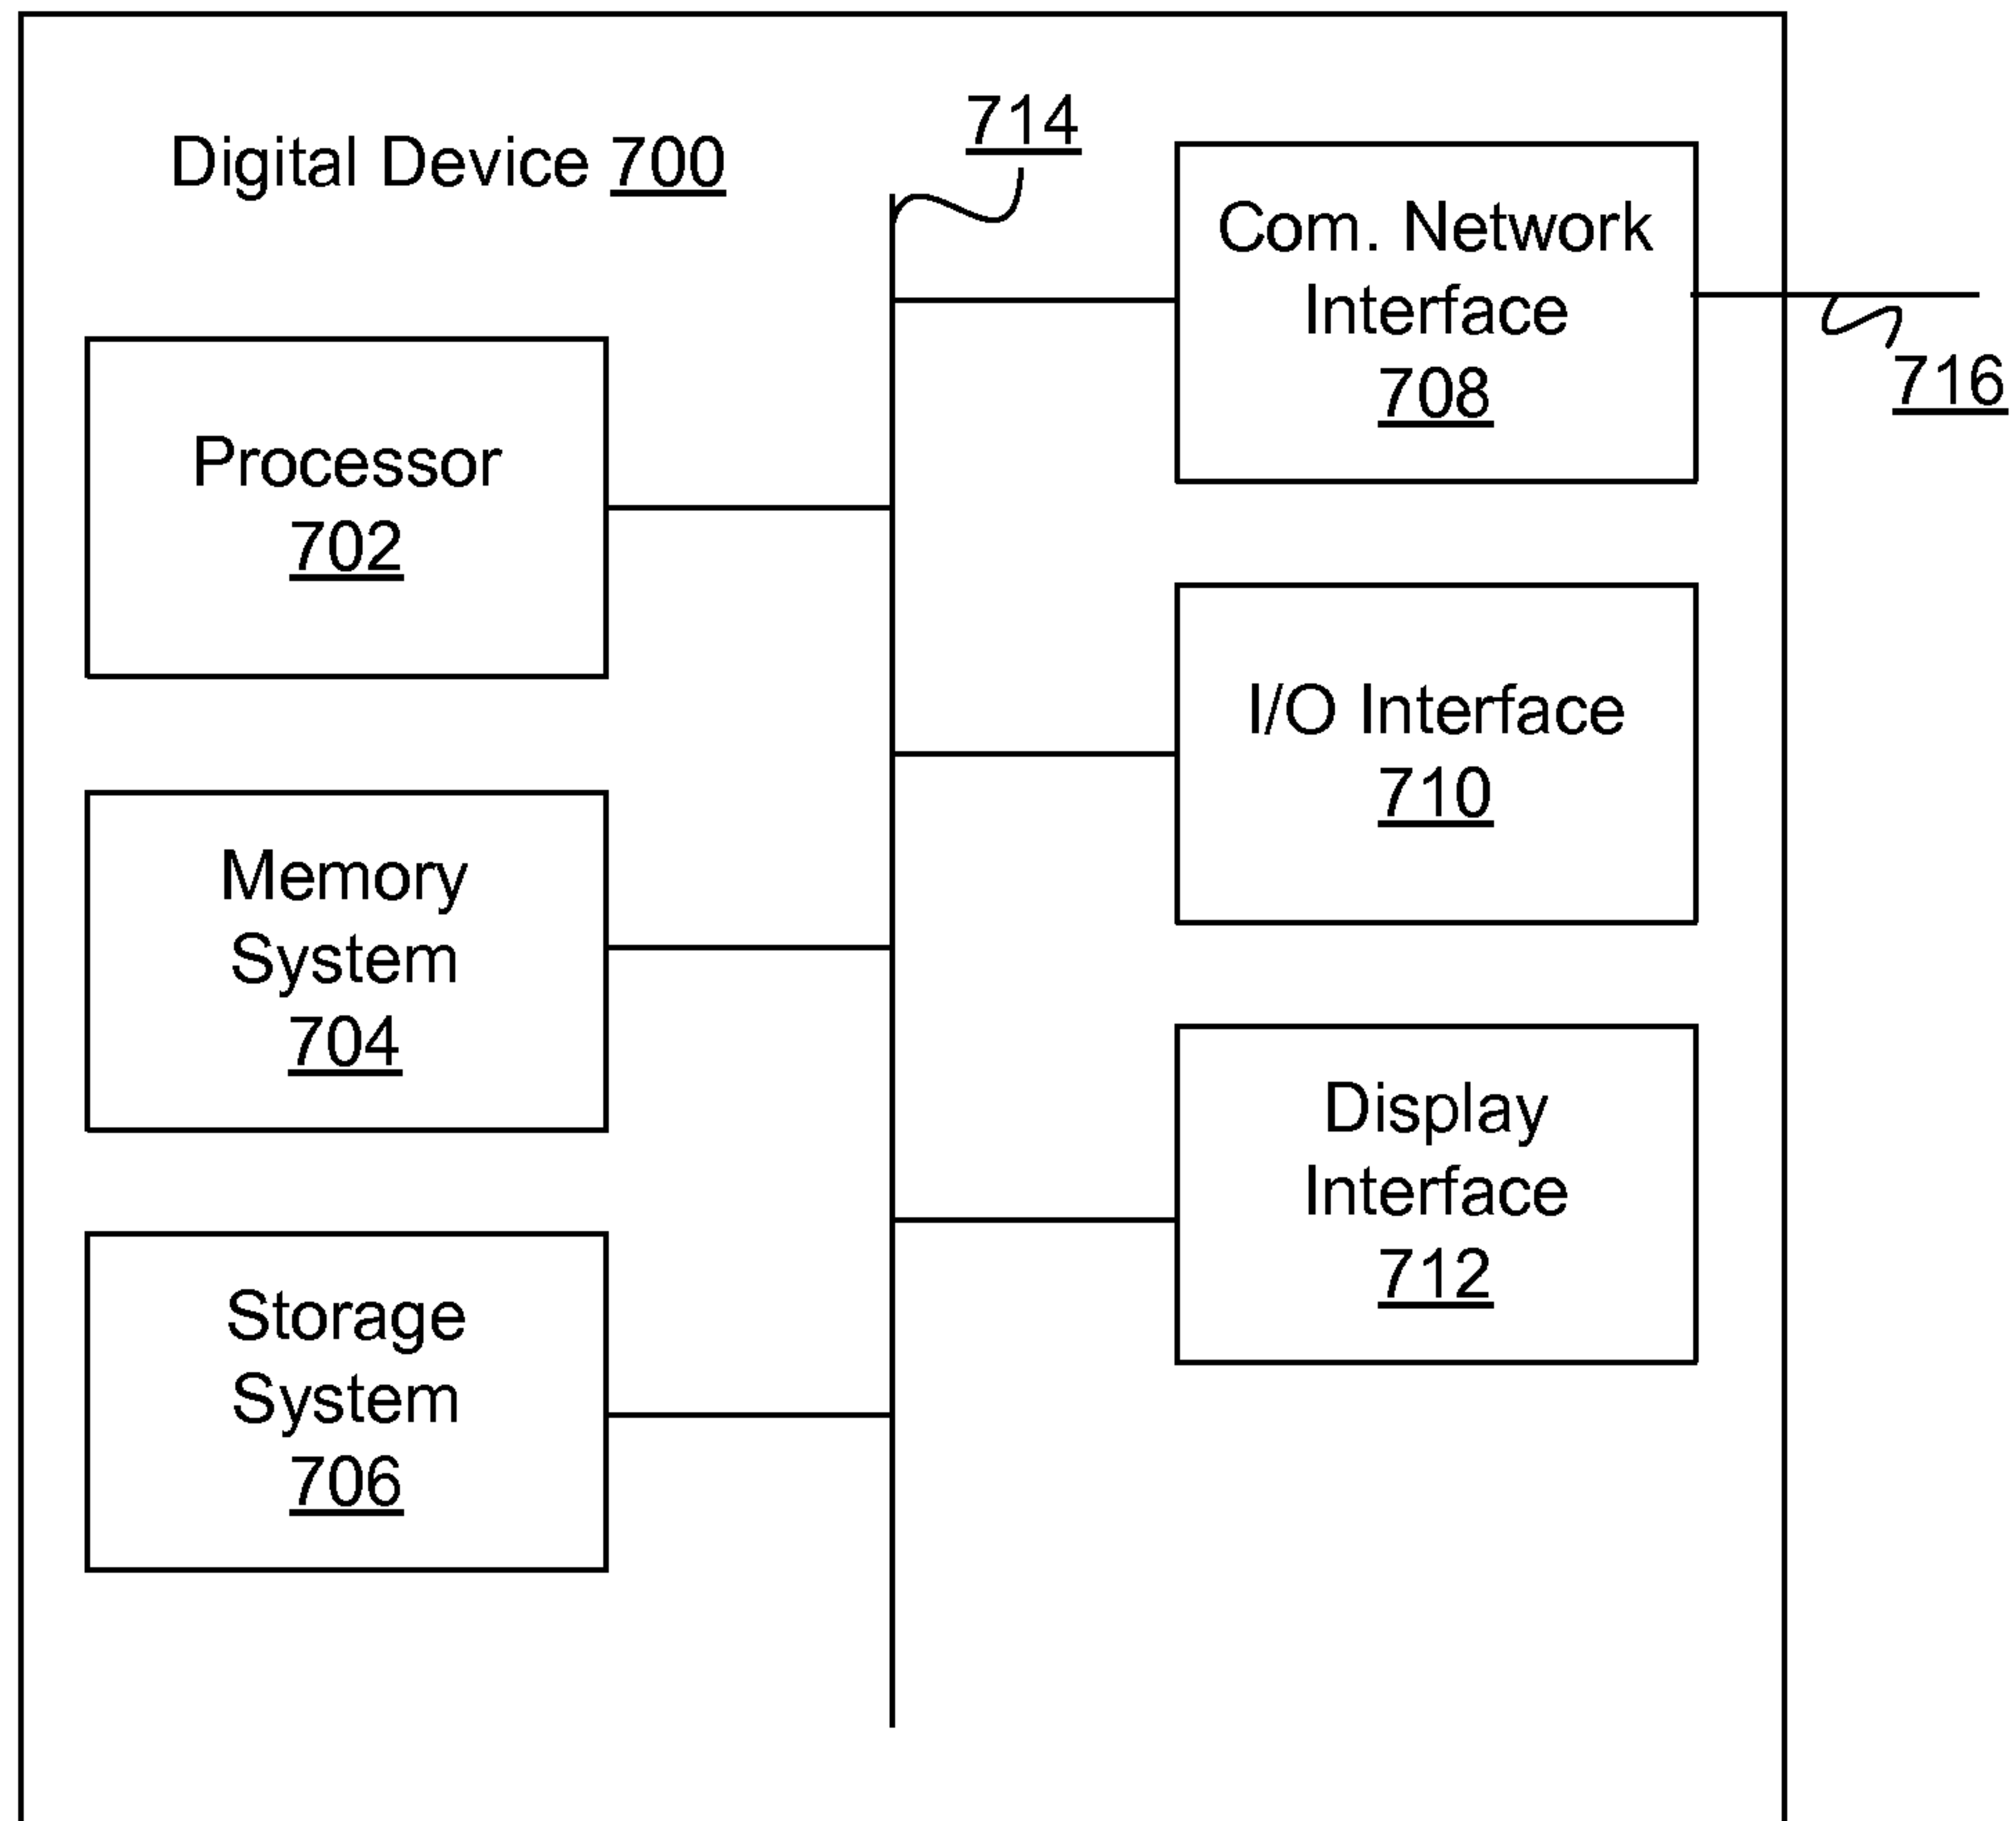 Digital Device 700
714
Com. Network
Interface
708
716
Processor
702
I/O Interface
710
Memory
System
704
Display
Interface
712
Storage
System
706